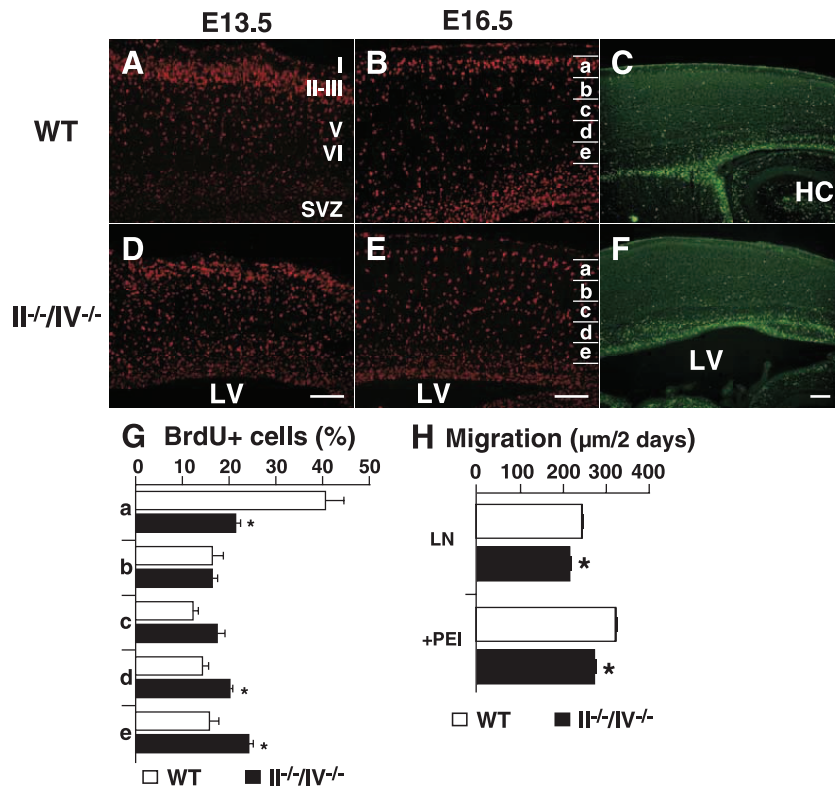 E13.5 E16.5
WT
A I
II-III
V
VI
SVZ
B a
b
c
d
e
C
HC
II-/-/IV-/-
D
LV
E a
b
c
d
e
LV
F
LV
G BrdU+ cells (%)
0 10 20 30 40 50
a
*
b
c
d
*
e
*
WT II-/-/IV-/-
H Migration (µm/2 days)
0 100 200 300 400
LN
*
+PEI
*
WT II-/-/IV-/-